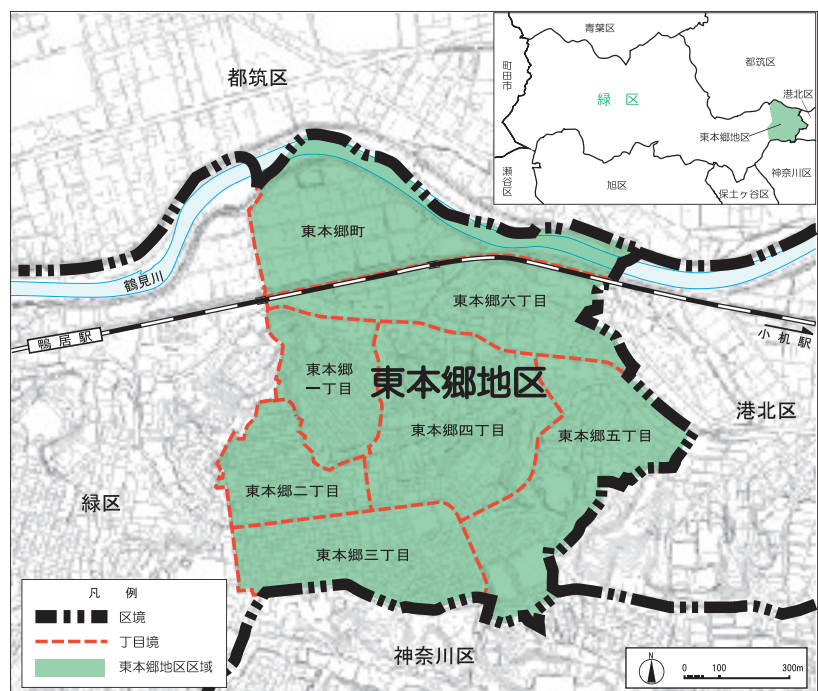 青葉区
都筑区
町田市
緑 区
港北区
東本郷地区
神奈川区
瀬谷区
旭区
保土ヶ谷区
都筑区
東本郷町
鶴見川
東本郷六丁目
鴨居駅
小机駅
東本郷
一丁目
東本郷地区
港北区
東本郷四丁目
東本郷五丁目
緑区
東本郷二丁目
東本郷三丁目
神奈川区
凡 例
区境
丁目境
東本郷地区区域
N
0 100 300m